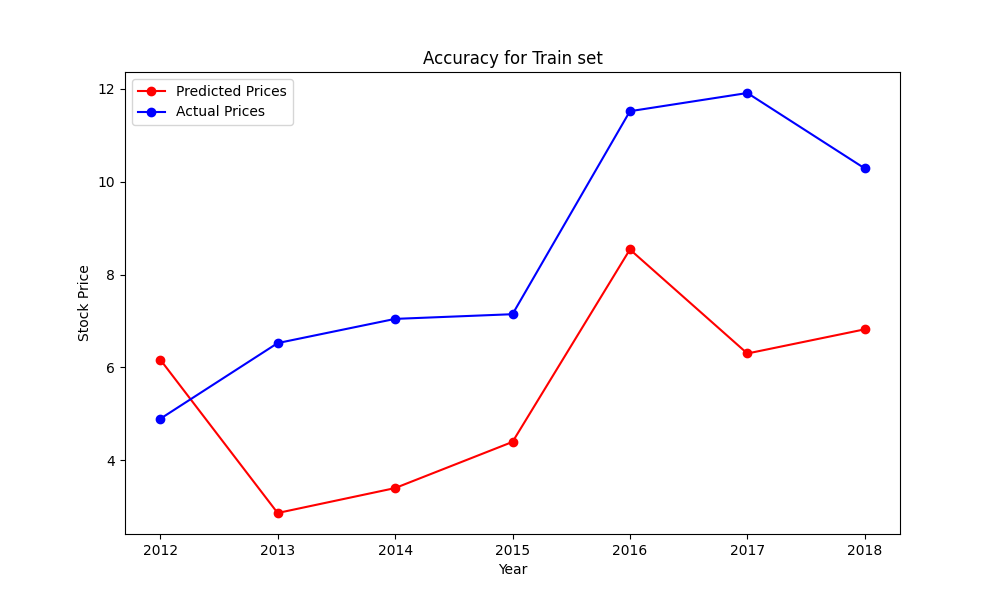 Accuracy for Train set
Predicted Prices
Actual Prices
12
10
8
6
4
Stock Price
2012 2013 2014 2015 2016 2017 2018
Year